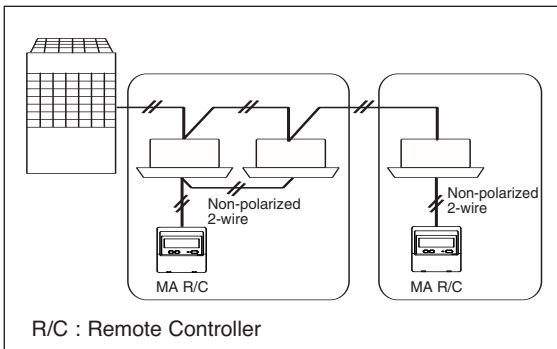 Non-polarized
2-wire
MA R/C
Non-polarized
2-wire
MA R/C
R/C : Remote Controller